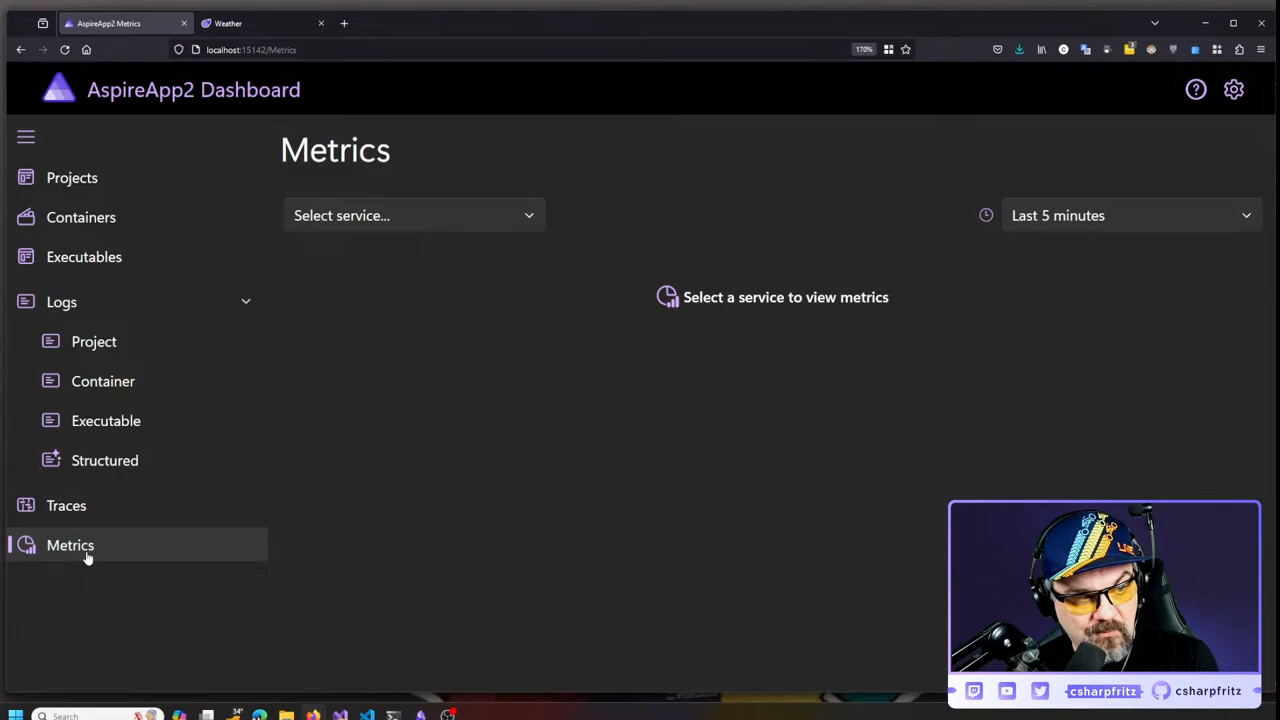 AspireApp2 Metrics
Weather
localhost:15142/Metrics
170%
AspireApp2 Dashboard
Projects
Containers
Executables
Logs
Project
Container
Executable
Structured
Traces
Metrics
Metrics
Select service...
Last 5 minutes
Select a service to view metrics
csharpfritz
csharpfritz
Search
34°